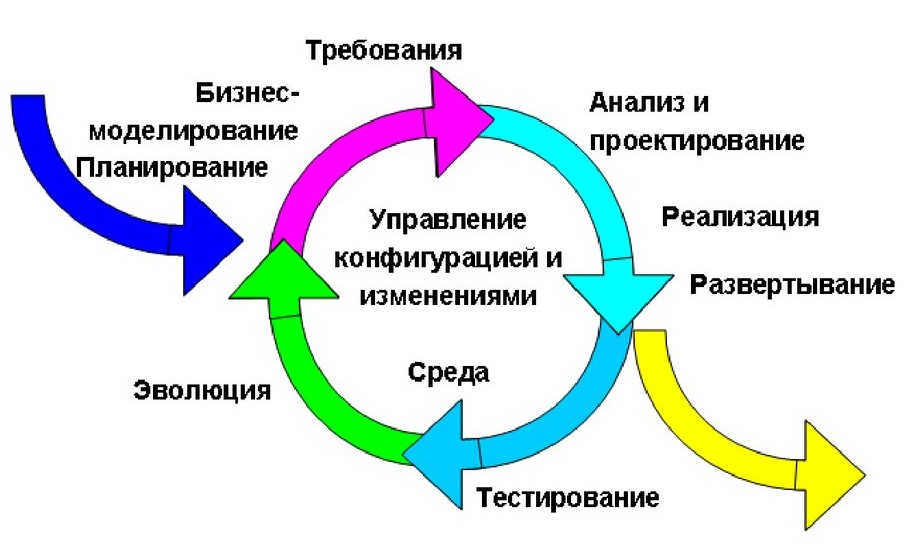 Требования
Бизнес-
моделирование
Планирование
Анализ и
проектирование
Реализация
Управление
конфигурацией и
изменениями
Развертывание
Среда
Эволюция
Тестирование